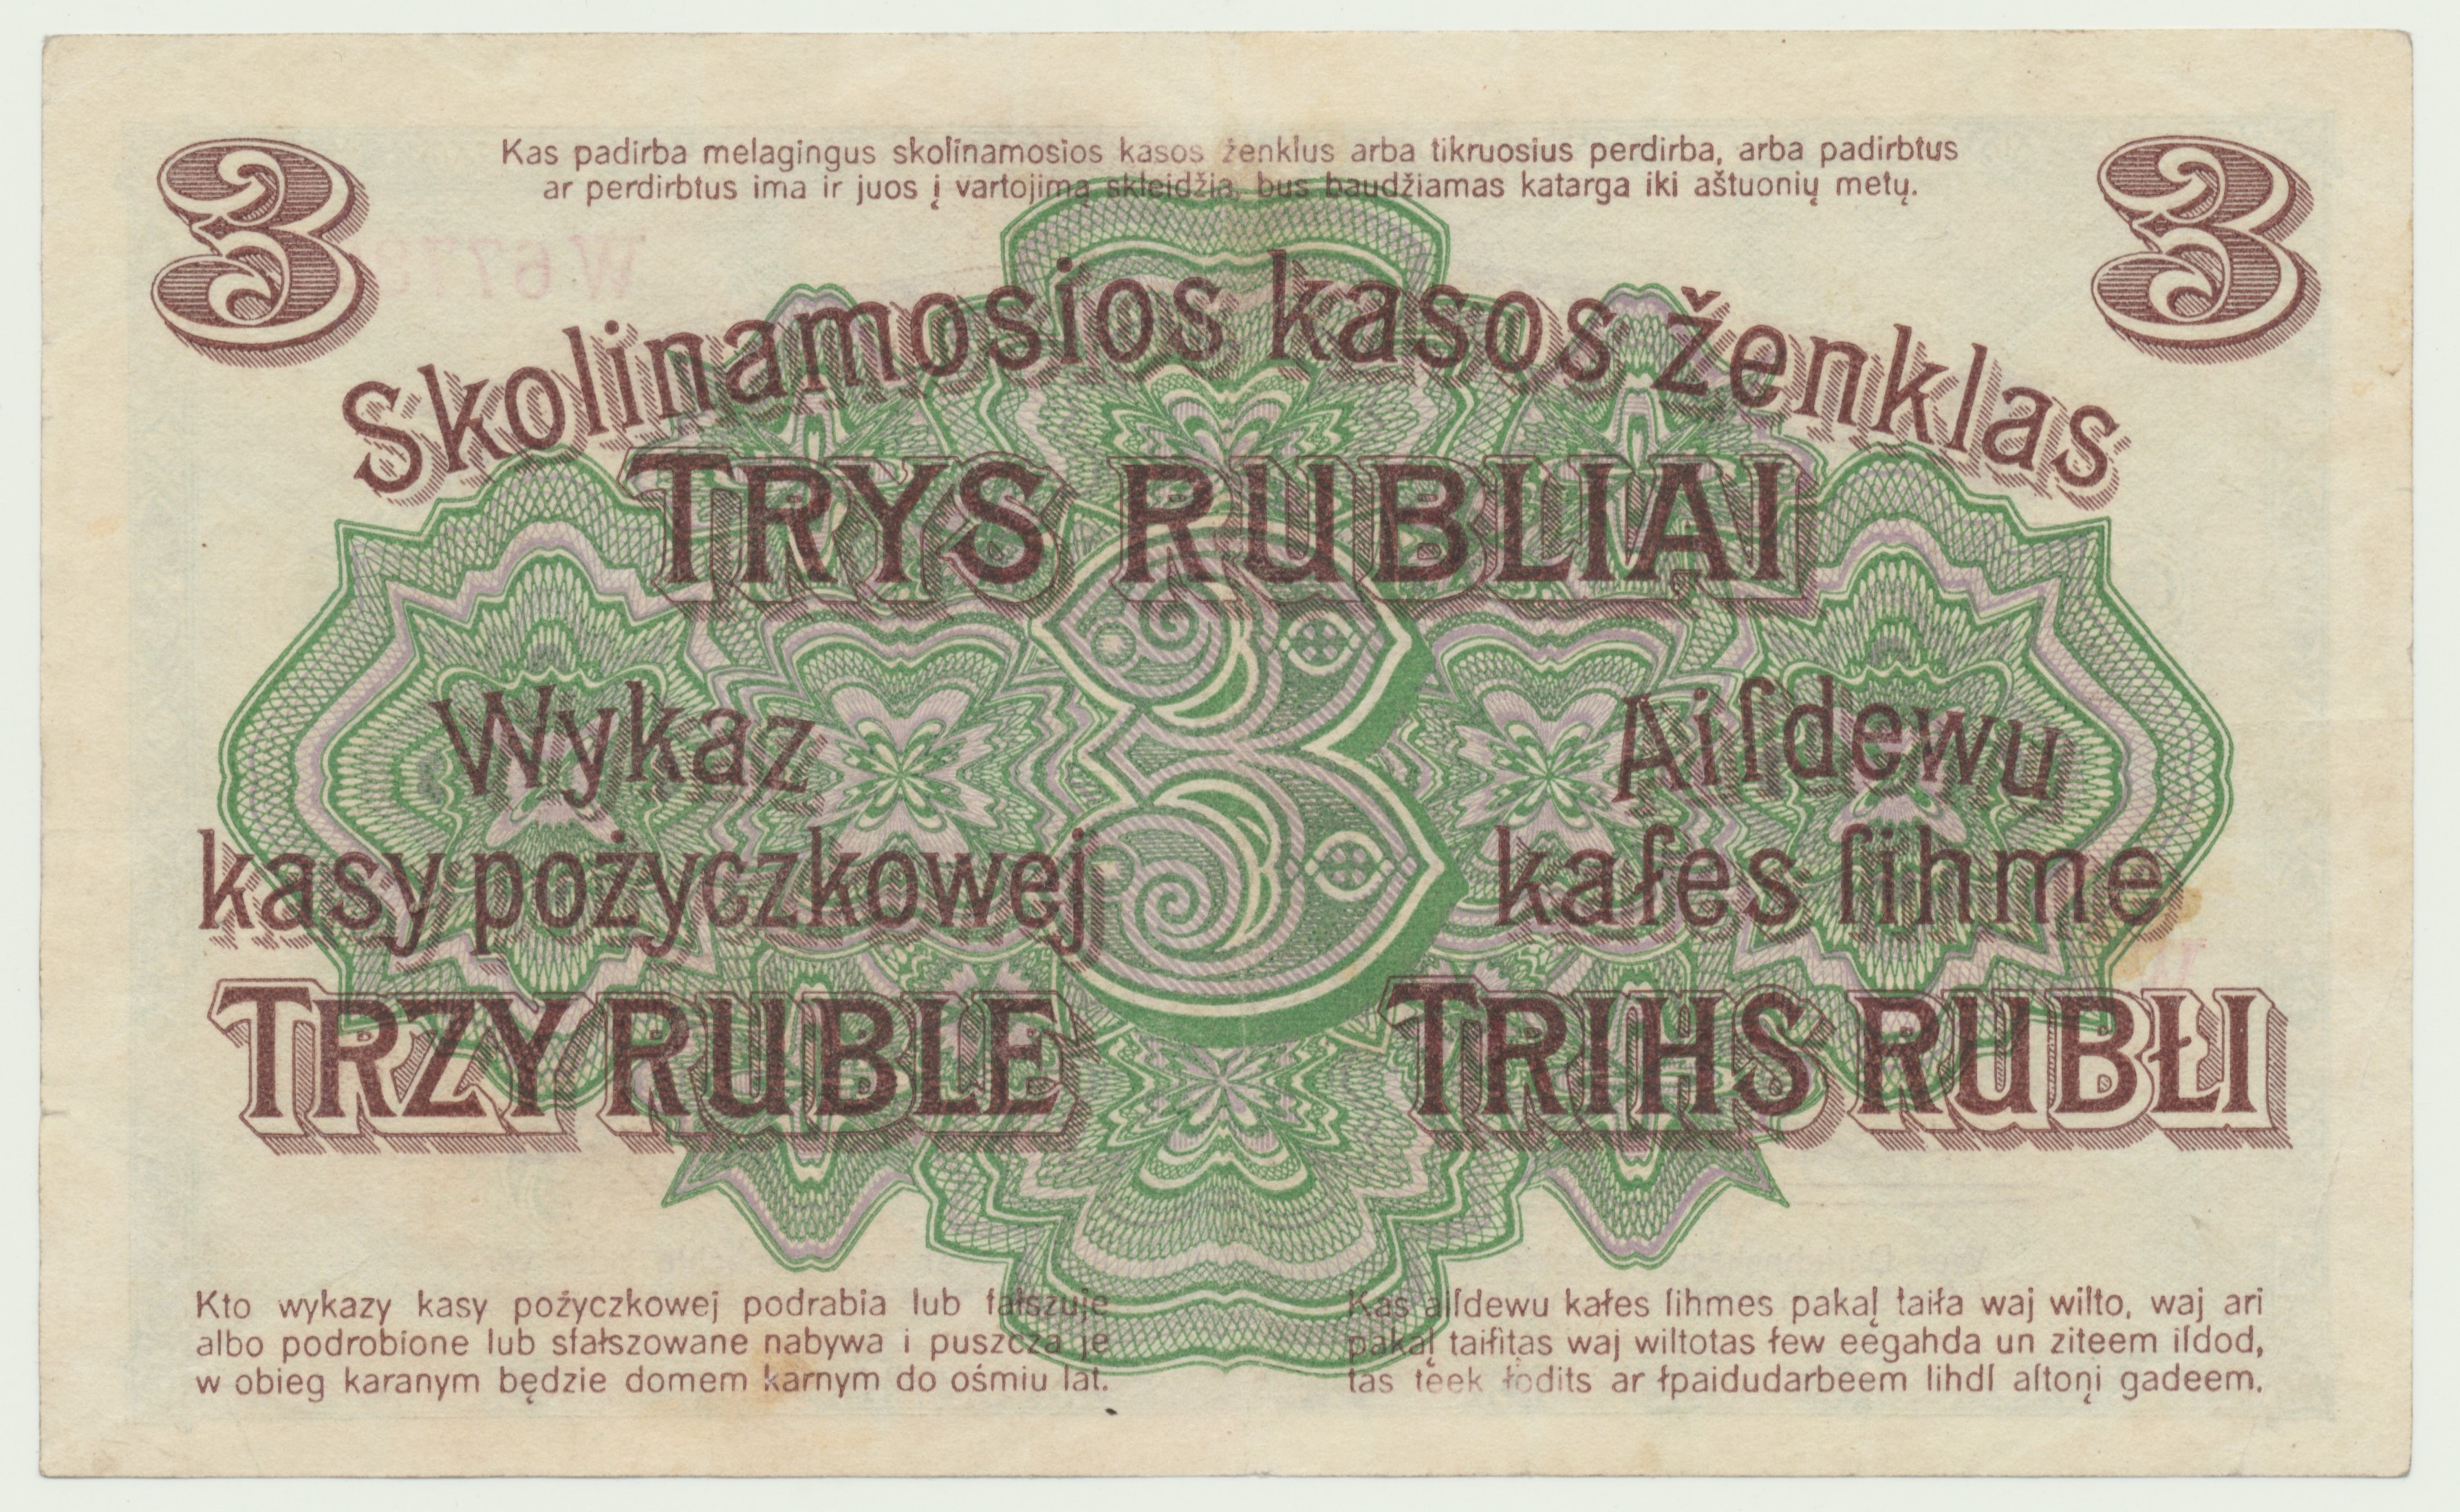 3
3
Kas padirba melagingus skolinamosios kasos ženklus arba tikruosius perdirba, arba padirbtus
ar perdirbtus ima ir juos į vartojimą skleidžia, bus baudžiamas katarga iki aštuonių metų.
Skolinamosios kasos ženklas
TRYS RUBLIAI
3
Wykaz
kasy pożyczkowej
TRZY RUBLE
Aiſdewu
kaſes ſihme
TRIHS RUBŁI
Kto wykazy kasy pożyczkowej podrabia lub fałszuje
albo podrobione lub sfałszowane nabywa i puszcza je
w obieg karanym będzie domem karnym do ośmiu lat.
Kas aiſdewu kaſes ſihmes pakaļ taiſa waj wilto, waj ari
pakaļ taiſitas waj wiltotas ſew eegahda un ziteem iſdod,
tas teek ſodits ar ſpaidudarbeem lihdſ aſtoņi gadeem.